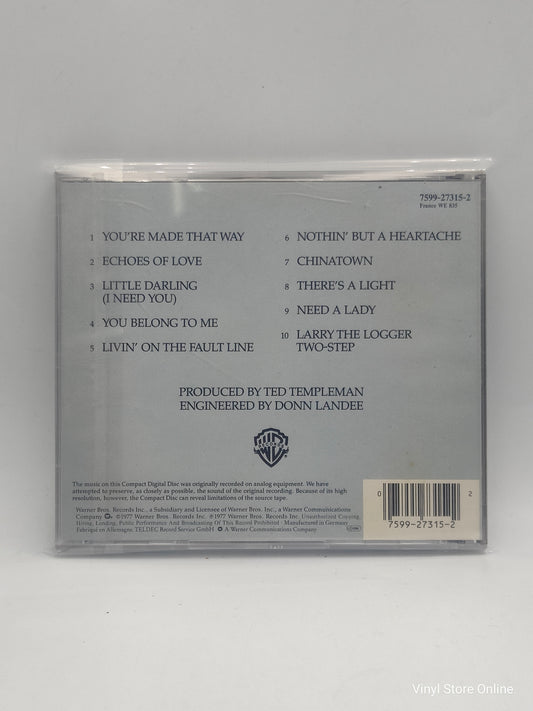 7599-27315-2
France WE 835
1 YOU'RE MADE THAT WAY
2 ECHOES OF LOVE
3 LITTLE DARLING
(I NEED YOU)
4 YOU BELONG TO ME
5 LIVIN' ON THE FAULT LINE
6 NOTHIN' BUT A HEARTACHE
7 CHINATOWN
8 THERE'S A LIGHT
9 NEED A LADY
10 LARRY THE LOGGER
TWO-STEP
PRODUCED BY TED TEMPLEMAN
ENGINEERED BY DONN LANDEE
WB
RECORDS
The music on this Compact Digital Disc was originally recorded on analog equipment. We have
attempted to preserve, as closely as possible, the sound of the original recording. Because of its high
resolution, however, the Compact Disc can reveal limitations of the source tape.
Warner Bros. Records Inc., a Subsidiary and Licensee of Warner Bros. Inc., a Warner Communications
Company ©1977 Warner Bros. Records Inc. ℗1977 Warner Bros. Records Inc. Unauthorized Copying,
Hiring, Lending, Public Performance And Broadcasting Of This Record Prohibited · Manufactured in Germany
Fabriqué en Allemagne, TELDEC Record Service GmbH A Warner Communications Company
0 2
7599-27315-2
Vinyl Store Online